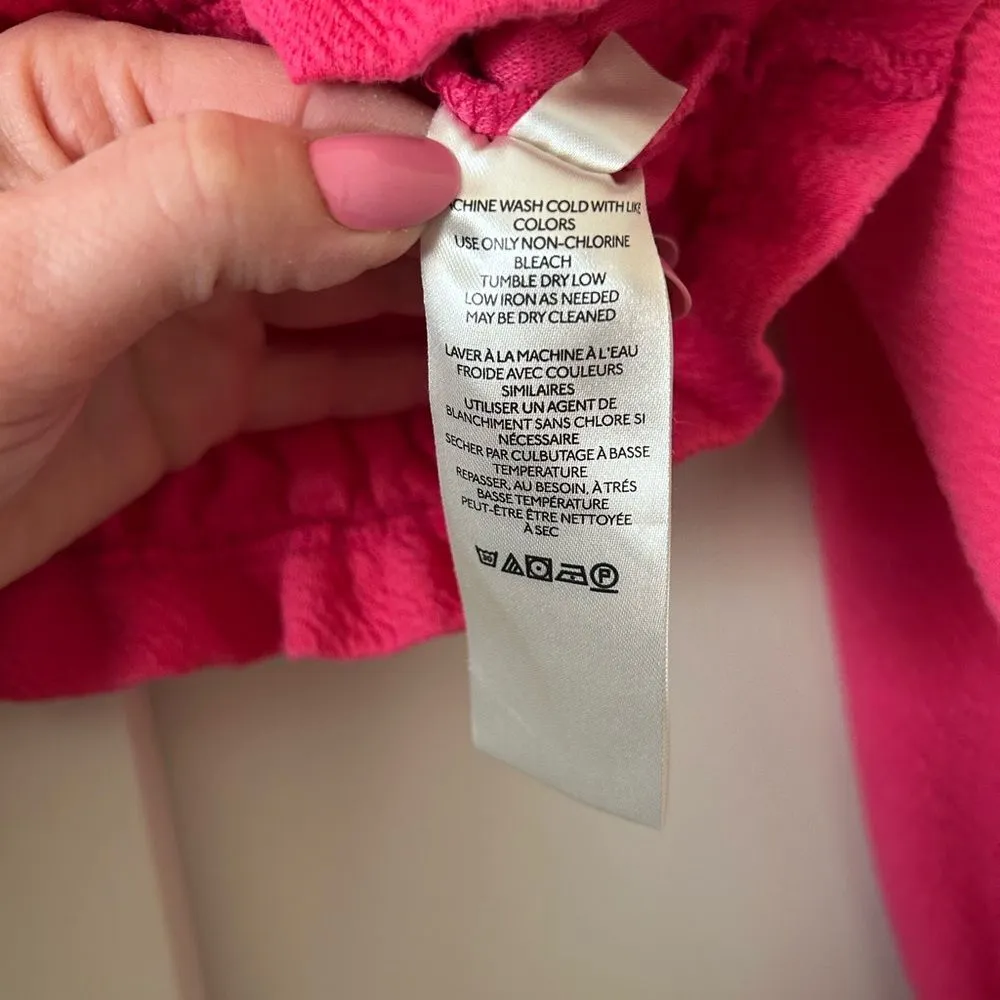 CHINE WASH COLD WITH LIKE
COLORS
USE ONLY NON-CHLORINE
BLEACH
TUMBLE DRY LOW
LOW IRON AS NEEDED
MAY BE DRY CLEANED
LAVER À LA MACHINE À L'EAU
FROIDE AVEC COULEURS
SIMILAIRES
UTILISER UN AGENT DE
BLANCHIMENT SANS CHLORE SI
NÉCESSAIRE
SECHER PAR CULBUTAGE À BASSE
TEMPERATURE
REPASSER, AU BESOIN, À TRÉS
BASSE TEMPÉRATURE
PEUT-ÊTRE ÊTRE NETTOYÉE
À SEC
30 P